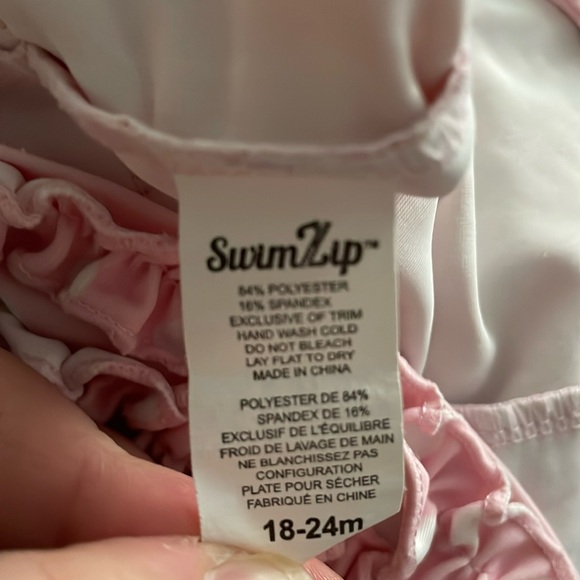 SwimZip™
84% POLYESTER
16% SPANDEX
EXCLUSIVE OF TRIM
HAND WASH COLD
DO NOT BLEACH
LAY FLAT TO DRY
MADE IN CHINA
POLYESTER DE 84%
SPANDEX DE 16%
EXCLUSIF DE L'ÉQUILIBRE
FROID DE LAVAGE DE MAIN
NE BLANCHISSEZ PAS
CONFIGURATION
PLATE POUR SÉCHER
FABRIQUÉ EN CHINE
18-24m